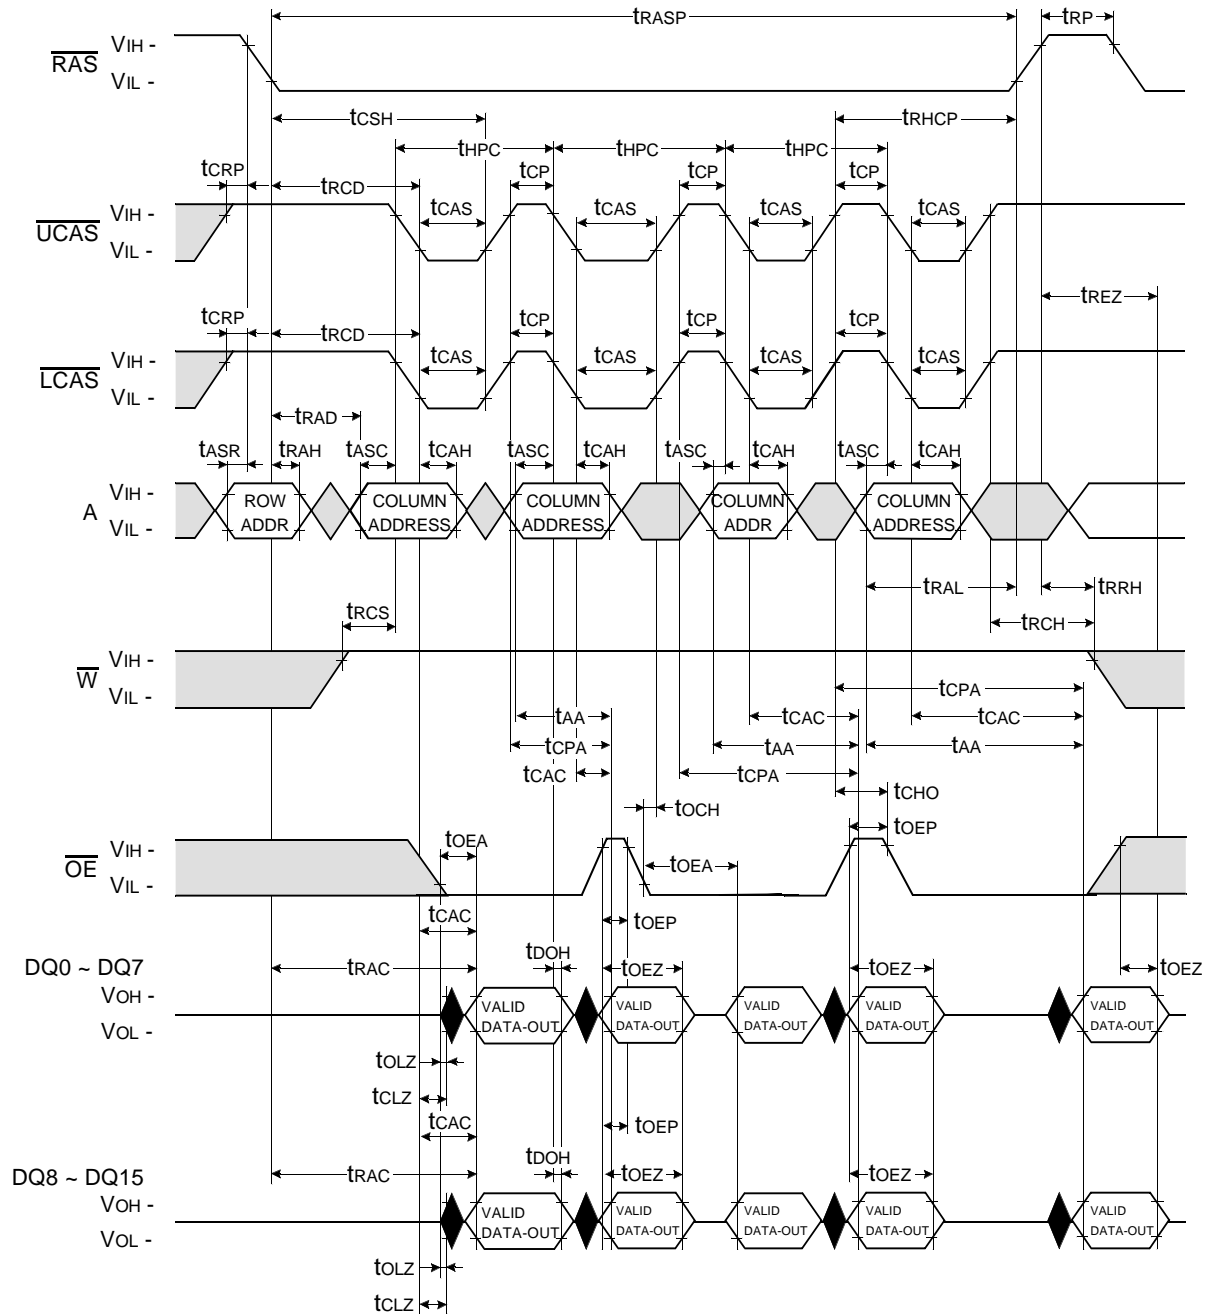 tRASP tRP
RAS VIH -
VIL -
tCSH tRHCP
tHPC tHPC tHPC
tCRP tRCD tCP tCP tCP
tCAS tCAS tCAS tCAS
UCAS VIH -
VIL -
tREZ
tCRP tRCD tCP tCP tCP
tCAS tCAS tCAS tCAS
LCAS VIH -
VIL -
tRAD
tASR tRAH tASC tCAH tASC tCAH tASC tCAH tASC tCAH
A VIH -
VIL -
ROW ADDR
COLUMN ADDRESS
COLUMN ADDRESS
COLUMN ADDR
COLUMN ADDRESS
tRAL tRRH
tRCS tRCH
W VIH -
VIL -
tCPA
tAA tCAC tCAC
tCPA tAA tAA
tCAC tCPA
tCHO
tOCH
tOEP
tOEA tOEA
OE VIH -
VIL -
tCAC tOEP
tDOH
DQ0 ~ DQ7 tRAC tOEZ tOEZ tOEZ
VOH -
VOL -
VALID DATA-OUT
VALID DATA-OUT
VALID DATA-OUT
VALID DATA-OUT
VALID DATA-OUT
tOLZ
tCLZ
tCAC tOEP
tDOH
DQ8 ~ DQ15 tRAC tOEZ tOEZ
VOH -
VOL -
VALID DATA-OUT
VALID DATA-OUT
VALID DATA-OUT
VALID DATA-OUT
VALID DATA-OUT
tOLZ
tCLZ